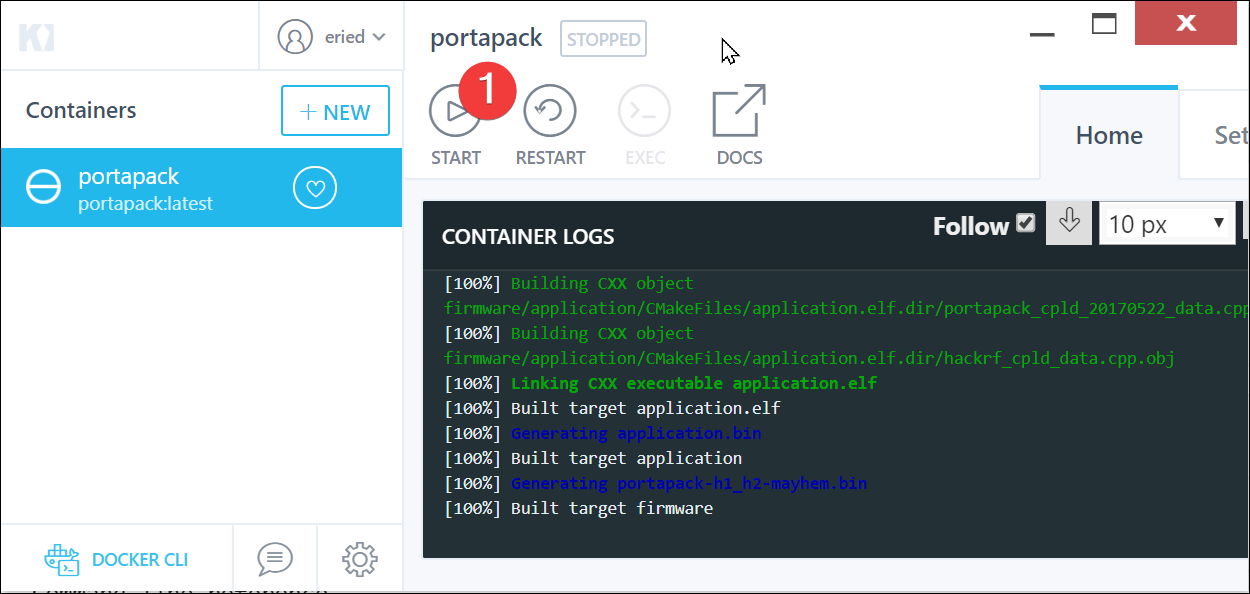 eried
portapack STOPPED
1
START RESTART EXEC DOCS
Home Set
Containers
+ NEW
portapack
portapack:latest
CONTAINER LOGS
Follow
10 px
[100%] Building CXX object
firmware/application/CMakeFiles/application.elf.dir/portapack_cpld_20170522_data.cpp
[100%] Building CXX object
firmware/application/CMakeFiles/application.elf.dir/hackrf_cpld_data.cpp.obj
[100%] Linking CXX executable application.elf
[100%] Built target application.elf
[100%] Generating application.bin
[100%] Built target application
[100%] Generating portapack-h1_h2-mayhem.bin
[100%] Built target firmware
DOCKER CLI